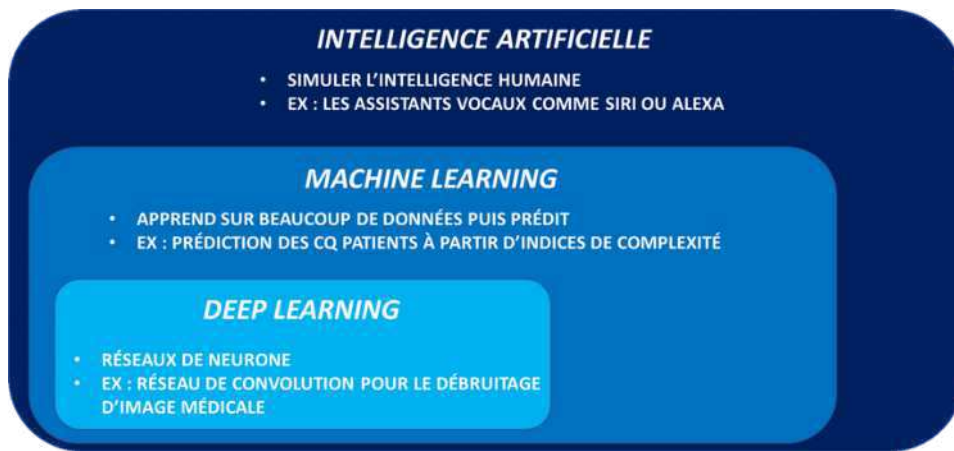 INTELLIGENCE ARTIFICIELLE
• SIMULER L'INTELLIGENCE HUMAINE
• EX : LES ASSISTANTS VOCAUX COMME SIRI OU ALEXA
MACHINE LEARNING
• APPREND SUR BEAUCOUP DE DONNÉES PUIS PRÉDIT
• EX : PRÉDICTION DES CQ PATIENTS À PARTIR D'INDICES DE COMPLEXITÉ
DEEP LEARNING
• RÉSEAUX DE NEURONE
• EX : RÉSEAU DE CONVOLUTION POUR LE DÉBRUITAGE
D'IMAGE MÉDICALE